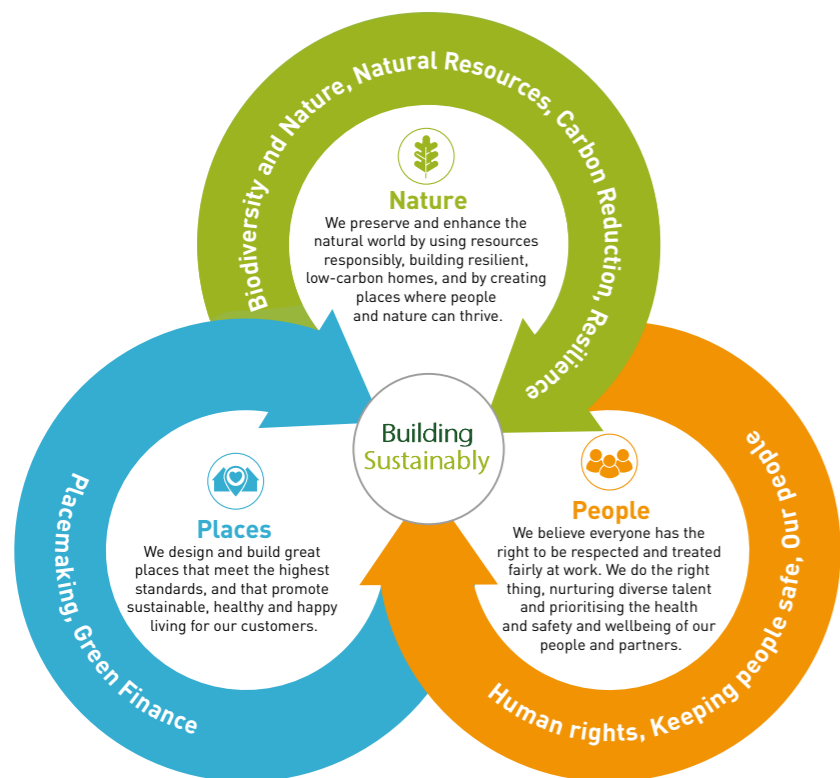 Biodiversity and Nature, Natural Resources, Carbon Reduction, Resilience
Nature
We preserve and enhance the
natural world by using resources
responsibly, building resilient,
low-carbon homes, and by creating
places where people
and nature can thrive.
Building
Sustainably
Placemaking, Green Finance
Places
We design and build great
places that meet the highest
standards, and that promote
sustainable, healthy and happy
living for our customers.
People
We believe everyone has the
right to be respected and treated
fairly at work. We do the right
thing, nurturing diverse talent
and prioritising the health
and safety and wellbeing of our
people and partners.
Human rights, Keeping people safe, Our people